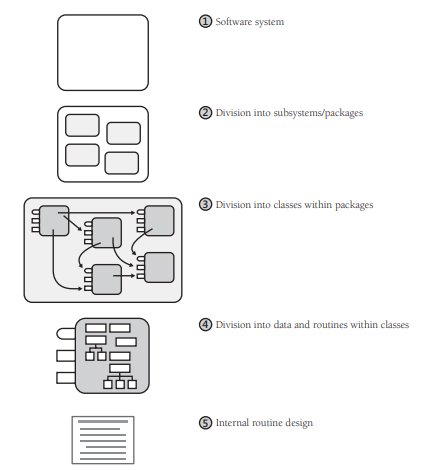 1 Software system
2 Division into subsystems/packages
3 Division into classes within packages
4 Division into data and routines within classes
5 Internal routine design